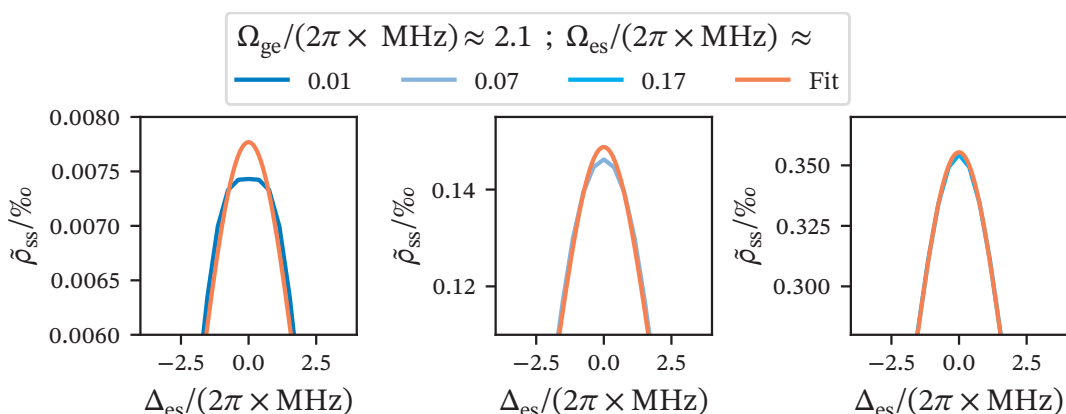 Ω_ge/(2π × MHz) ≈ 2.1 ; Ω_es/(2π × MHz) ≈
0.01 0.07 0.17 Fit
ρ̃_ss/‰
0.0080
0.0075
0.0070
0.0065
0.0060
−2.5 0.0 2.5
Δ_es/(2π × MHz)
ρ̃_ss/‰
0.14
0.12
−2.5 0.0 2.5
Δ_es/(2π × MHz)
ρ̃_ss/‰
0.350
0.325
0.300
−2.5 0.0 2.5
Δ_es/(2π × MHz)